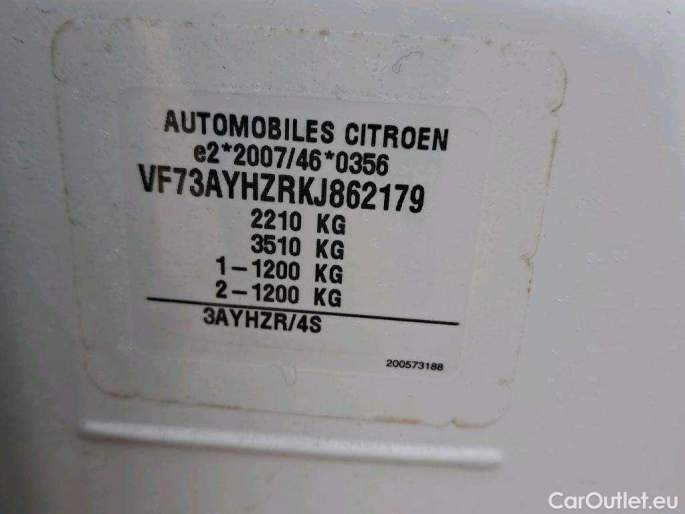 AUTOMOBILES CITROEN
e2*2007/46*0356
VF73AYHZRKJ862179
2210 KG
3510 KG
1-1200 KG
2-1200 KG
3AYHZR/4S
200573188
CarOutlet.eu